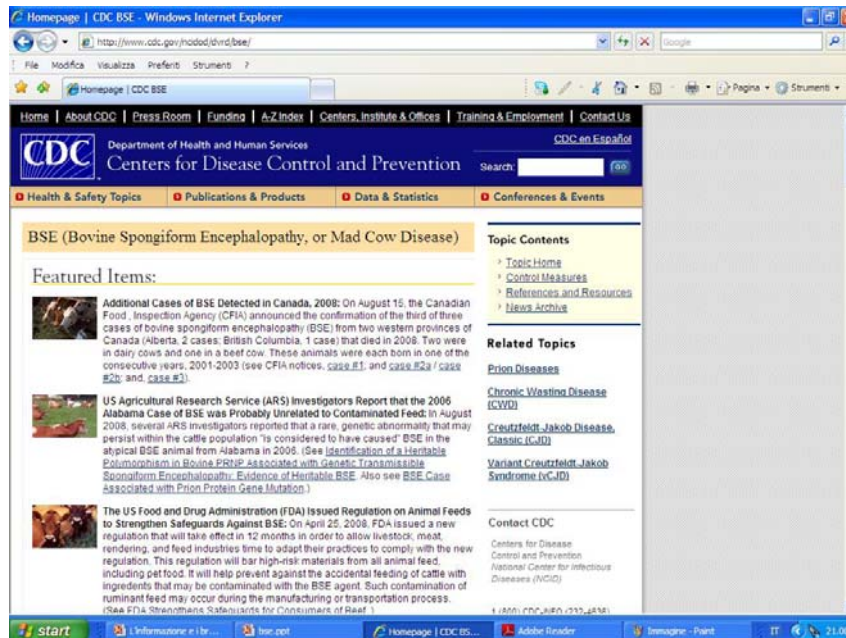 Homepage | CDC BSE - Windows Internet Explorer
http://www.cdc.gov/ncidod/dvrd/bse/
Google
File Modifica Visualizza Preferiti Strumenti ?
Homepage | CDC BSE
Pagina Strumenti
Home | About CDC | Press Room | Funding | A-Z Index | Centers, Institute & Offices | Training & Employment | Contact Us
CDC
Department of Health and Human Services
Centers for Disease Control and Prevention
CDC en Español
Search: GO
Health & Safety Topics Publications & Products Data & Statistics Conferences & Events
BSE (Bovine Spongiform Encephalopathy, or Mad Cow Disease)
Featured Items:
Additional Cases of BSE Detected in Canada, 2008: On August 15, the Canadian
Food , Inspection Agency (CFIA) announced the confirmation of the third of three
cases of bovine spongiform encephalopathy (BSE) from two western provinces of
Canada (Alberta, 2 cases; British Columbia, 1 case) that died in 2008. Two were
in dairy cows and one in a beef cow. These animals were each born in one of the
consecutive years, 2001-2003 (see CFIA notices, case #1; and case #2a / case
#2b; and, case #3).
US Agricultural Research Service (ARS) Investigators Report that the 2006
Alabama Case of BSE was Probably Unrelated to Contaminated Feed: In August
2008, several ARS investigators reported that a rare, genetic abnormality that may
persist within the cattle population "is considered to have caused" BSE in the
atypical BSE animal from Alabama in 2006. (See Identification of a Heritable
Polymorphism in Bovine PRNP Associated with Genetic Transmissible
Spongiform Encephalopathy: Evidence of Heritable BSE. Also see BSE Case
Associated with Prion Protein Gene Mutation.)
The US Food and Drug Administration (FDA) Issued Regulation on Animal Feeds
to Strengthen Safeguards Against BSE: On April 25, 2008, FDA issued a new
regulation that will take effect in 12 months in order to allow livestock, meat,
rendering, and feed industries time to adapt their practices to comply with the new
regulation. This regulation will bar high-risk materials from all animal feed,
including pet food. It will help prevent against the accidental feeding of cattle with
ingredients that may be contaminated with the BSE agent. Such contamination of
ruminant feed may occur during the manufacturing or transportation process.
(See FDA Strengthens Safeguards for Consumers of Beef.)
Topic Contents
Topic Home
Control Measures
References and Resources
News Archive
Related Topics
Prion Diseases
Chronic Wasting Disease
(CWD)
Creutzfeldt-Jakob Disease,
Classic (CJD)
Variant Creutzfeldt-Jakob
Syndrome (vCJD)
Contact CDC
Centers for Disease
Control and Prevention
National Center for Infectious
Diseases (NCID)
1 (800) CDC-INFO (232-4636)
start L'informazione e i br... bse.ppt Homepage | CDC BS... Adobe Reader Immagine - Paint IT 21.0